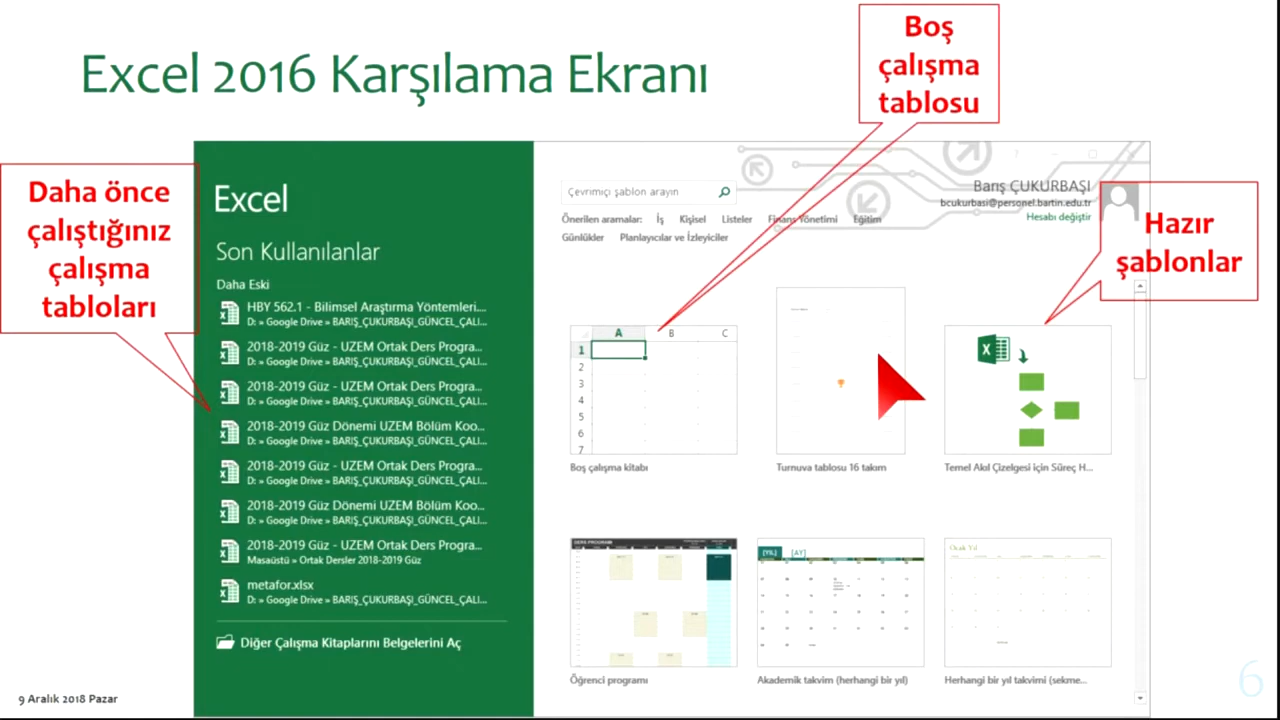 Excel 2016 Karşılama Ekranı
Boş
çalışma
tablosu
Daha önce
çalıştığınız
çalışma
tabloları
Hazır
şablonlar
Excel
Son Kullanılanlar
Daha Eski
HBY 562.1 - Bilimsel Araştırma Yöntemleri...
D: » Google Drive » BARIŞ_ÇUKURBAŞI_GÜNCEL_ÇALI...
2018-2019 Güz - UZEM Ortak Ders Progra...
D: » Google Drive » BARIŞ_ÇUKURBAŞI_GÜNCEL_ÇALI...
2018-2019 Güz - UZEM Ortak Ders Progra...
D: » Google Drive » BARIŞ_ÇUKURBAŞI_GÜNCEL_ÇALI...
2018-2019 Güz Dönemi UZEM Bölüm Koo...
D: » Google Drive » BARIŞ_ÇUKURBAŞI_GÜNCEL_ÇALI...
2018-2019 Güz - UZEM Ortak Ders Progra...
D: » Google Drive » BARIŞ_ÇUKURBAŞI_GÜNCEL_ÇALI...
2018-2019 Güz Dönemi UZEM Bölüm Koo...
D: » Google Drive » BARIŞ_ÇUKURBAŞI_GÜNCEL_ÇALI...
2018-2019 Güz - UZEM Ortak Ders Progra...
Masaüstü » Ortak Dersler 2018-2019 Güz
metafor.xlsx
D: » Google Drive » BARIŞ_ÇUKURBAŞI_GÜNCEL_ÇALI...
Diğer Çalışma Kitaplarını Belgelerini Aç
Çevrimiçi şablon arayın
Önerilen aramalar: İş Kişisel Listeler Finans Yönetimi Eğitim
Günlükler Planlayıcılar ve İzleyiciler
Barış ÇUKURBAŞI
bcukurbasi@personel.bartin.edu.tr
Hesabı değiştir
A B C
1
2
3
4
5
6
7
Boş çalışma kitabı
Turnuva tablosu 16 takım
X
Temel Akıl Çizelgesi için Süreç H...
DERS PROGRAMI
Öğrenci programı
[YIL] [AY]
Akademik takvim (herhangi bir yıl)
Ocak Yıl
Herhangi bir yıl takvimi (sekme...
9 Aralık 2018 Pazar
6